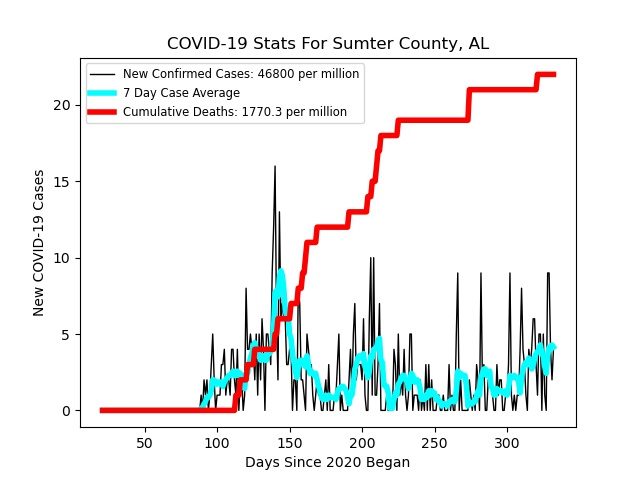 COVID-19 Stats For Sumter County, AL
New Confirmed Cases: 46800 per million
7 Day Case Average
Cumulative Deaths: 1770.3 per million
New COVID-19 Cases
20
15
10
5
0
50 100 150 200 250 300
Days Since 2020 Began